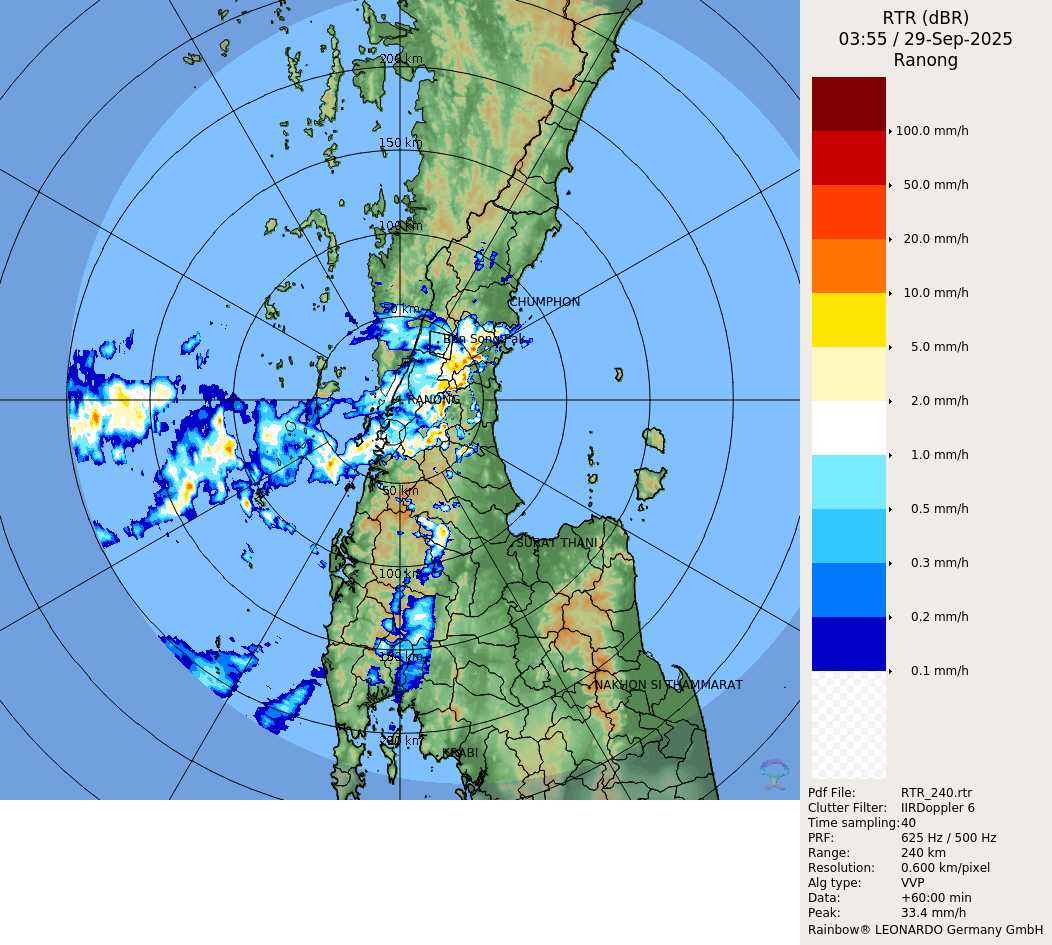 RTR (dBR)
03:55 / 29-Sep-2025
Ranong
200 km
150 km
100 km
50 km
CHUMPHON
Ban Song Pak
RANONG
50 km
SURAT THANI
100 km
150 km
NAKHON SI THAMMARAT
200 km
KRABI
100.0 mm/h
50.0 mm/h
20.0 mm/h
10.0 mm/h
5.0 mm/h
2.0 mm/h
1.0 mm/h
0.5 mm/h
0.3 mm/h
0.2 mm/h
0.1 mm/h
Pdf File: RTR_240.rtr
Clutter Filter: IIRDoppler 6
Time sampling: 40
PRF: 625 Hz / 500 Hz
Range: 240 km
Resolution: 0.600 km/pixel
Alg type: VVP
Data: +60:00 min
Peak: 33.4 mm/h
Rainbow® LEONARDO Germany GmbH